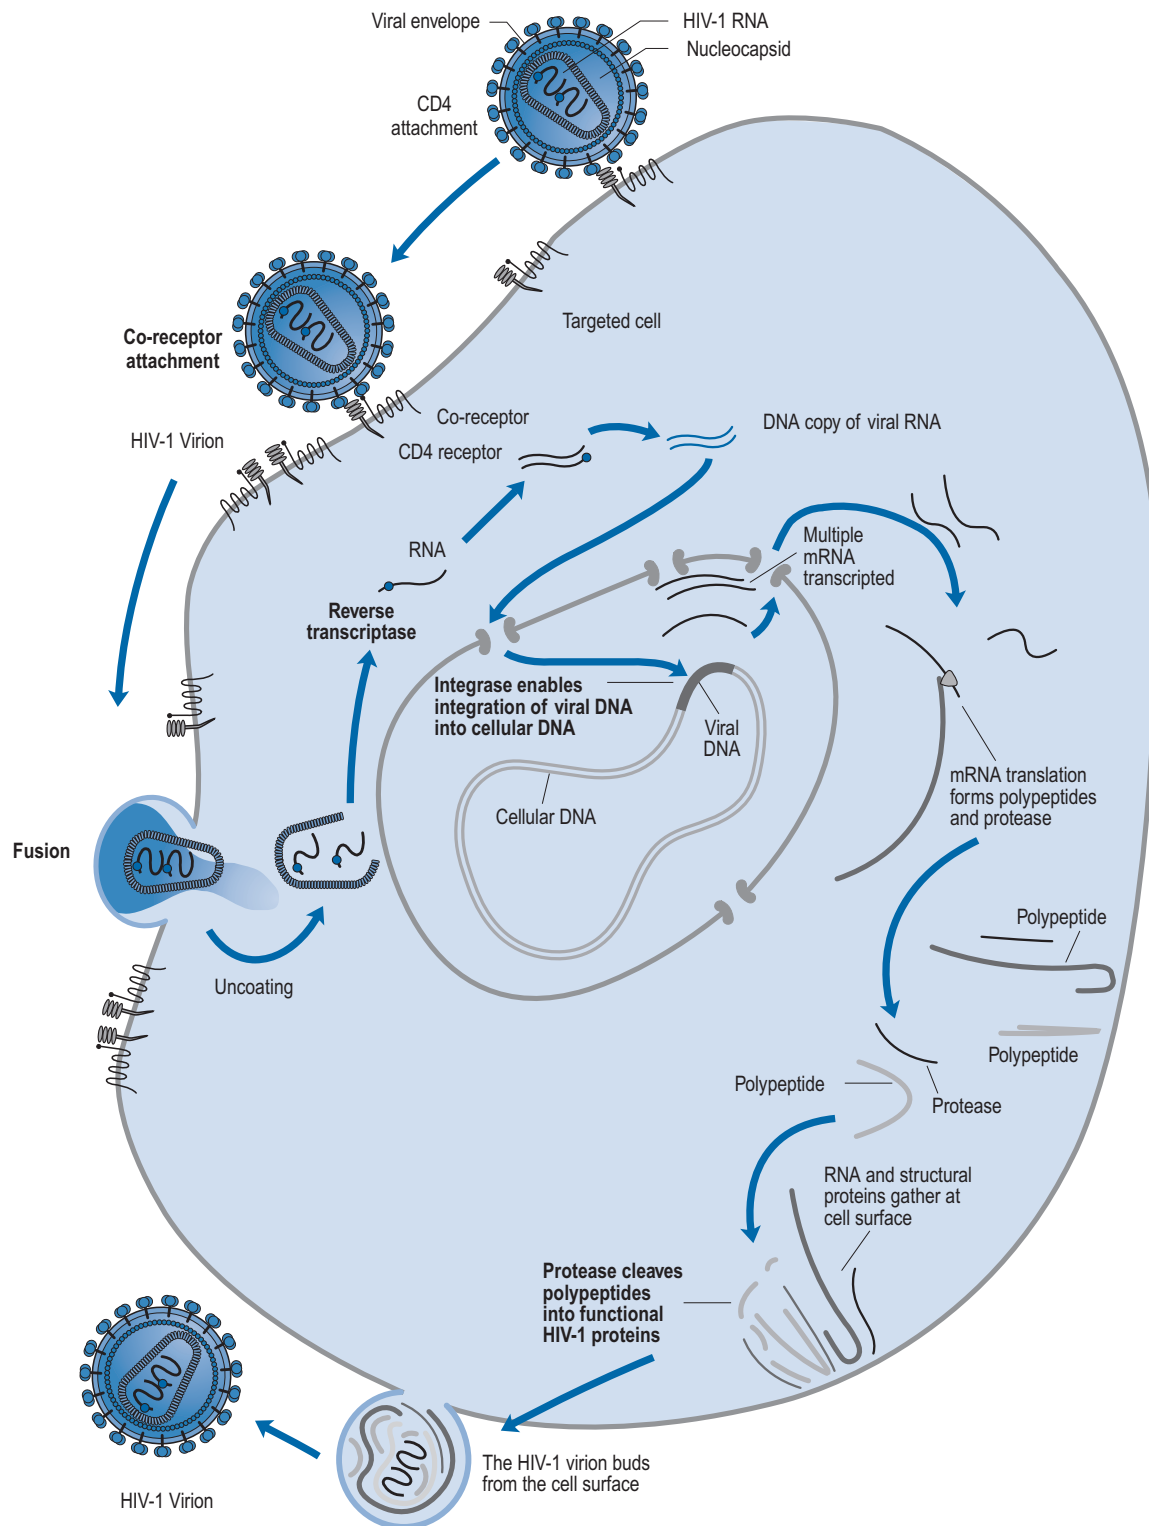 Viral envelope
HIV-1 RNA
Nucleocapsid
CD4
attachment
Targeted cell
Co-receptor
attachment
HIV-1 Virion
Co-receptor
CD4 receptor
DNA copy of viral RNA
RNA
Multiple
mRNA
transcribed
Reverse
transcriptase
Integrase enables
integration of viral DNA
into cellular DNA
Viral
DNA
Cellular DNA
mRNA translation
forms polypeptides
and protease
Fusion
Uncoating
Polypeptide
Polypeptide
Polypeptide
Protease
RNA and structural
proteins gather at
cell surface
Protease cleaves
polypeptides
into functional
HIV-1 proteins
The HIV-1 virion buds
from the cell surface
HIV-1 Virion